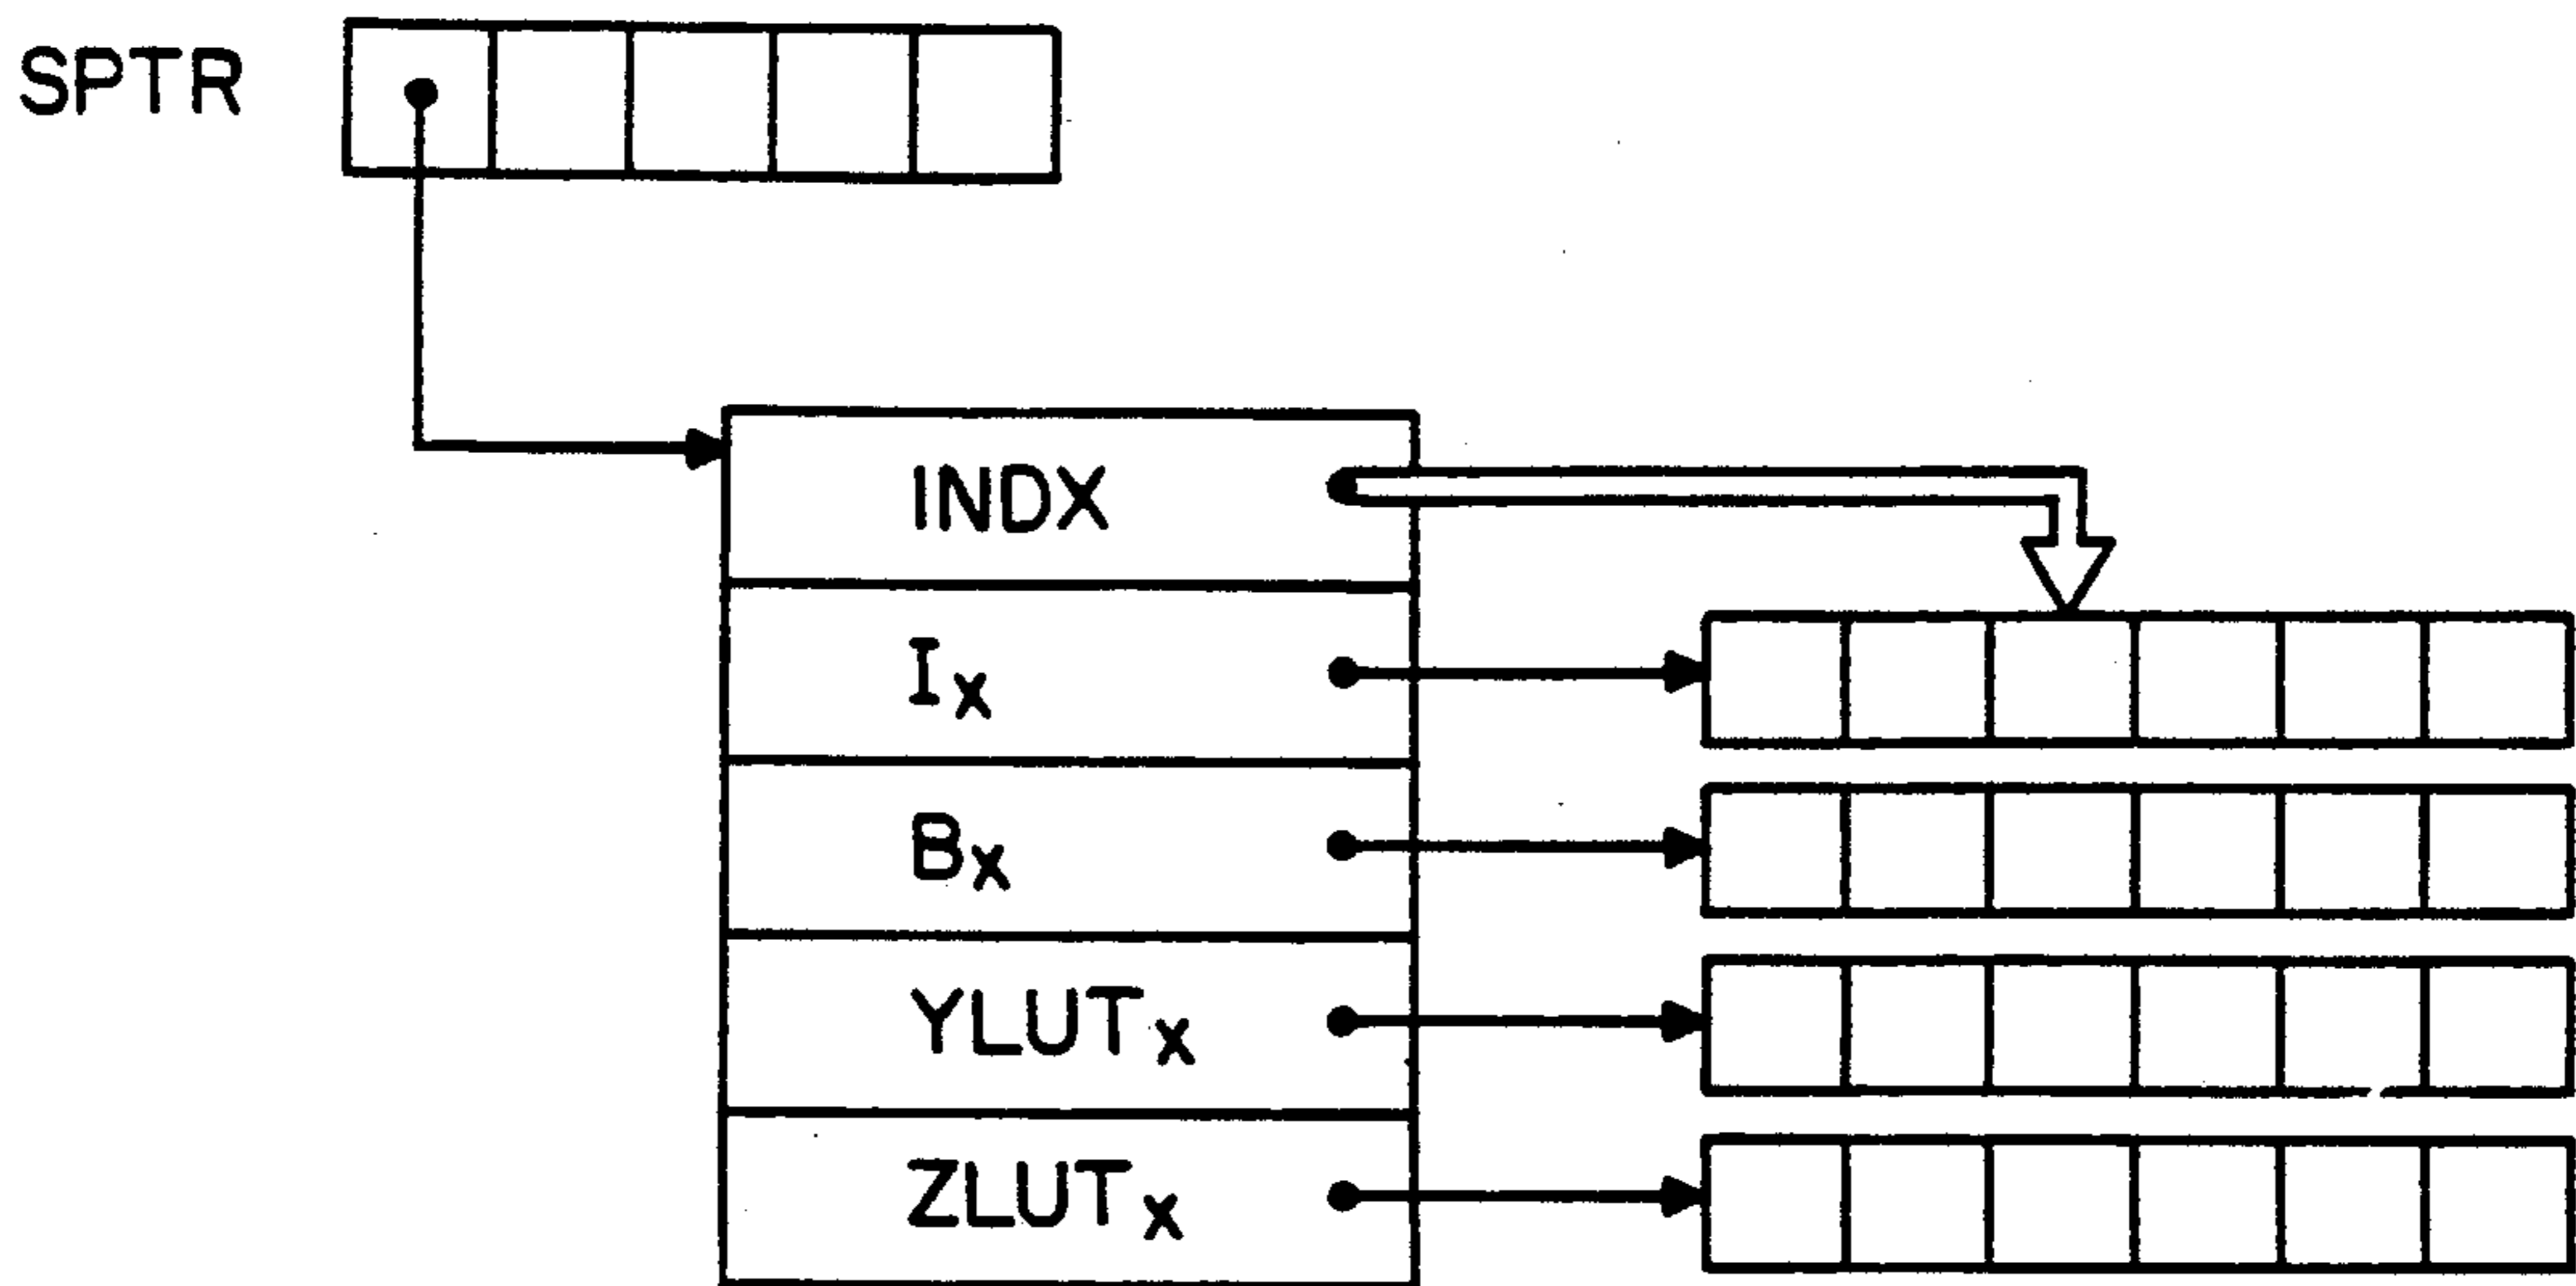 SPTR
INDX
Iₓ
Bₓ
YLUTₓ
ZLUTₓ